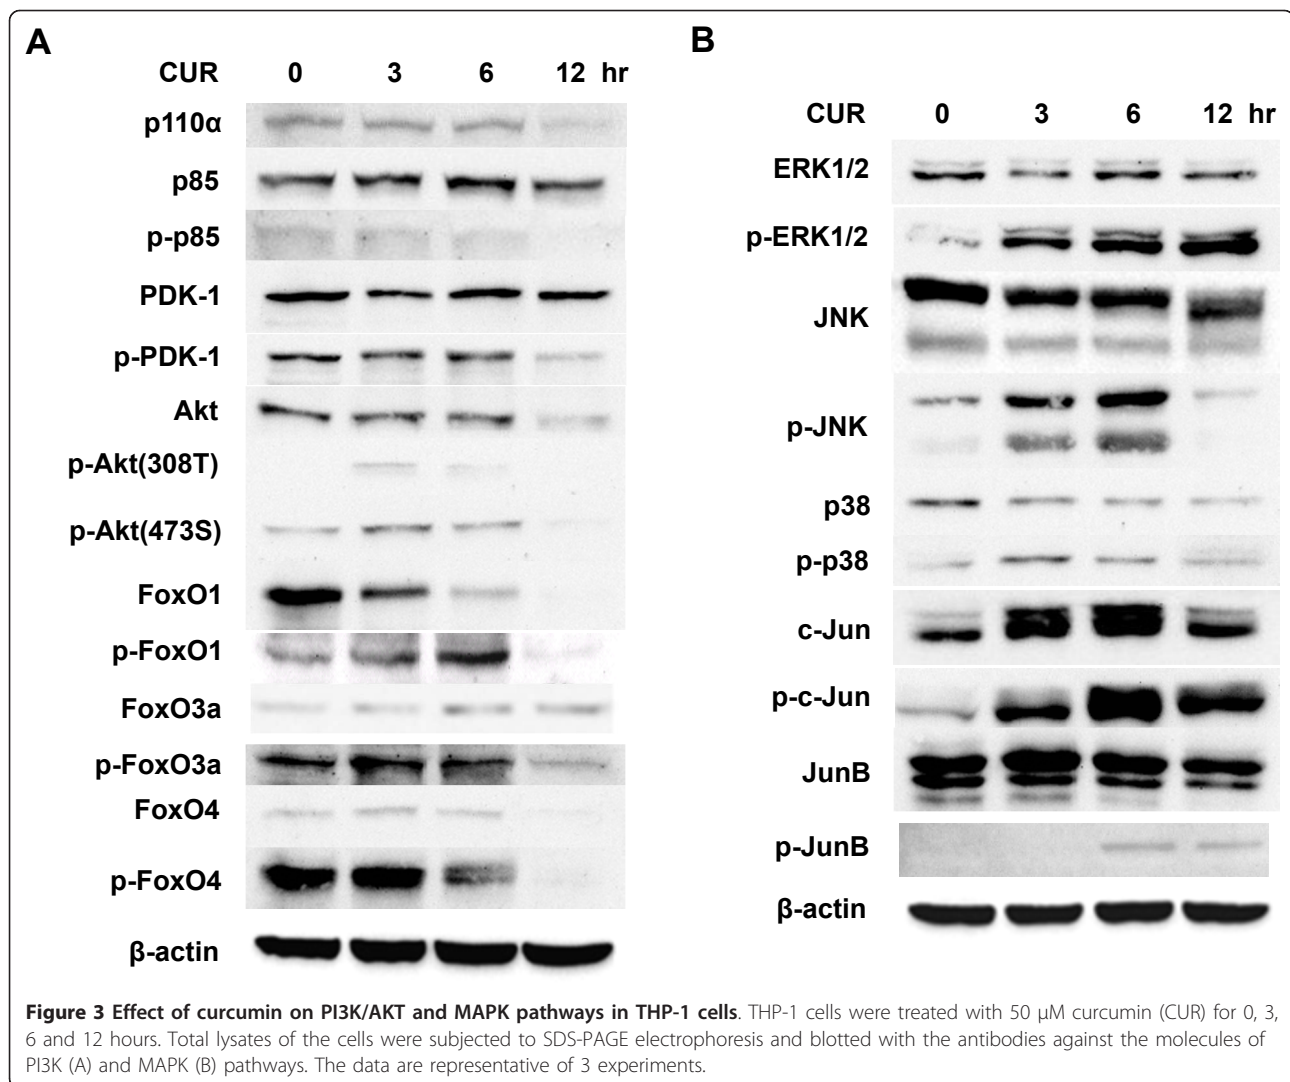 A
CUR 0 3 6 12 hr
p110α
p85
p-p85
PDK-1
p-PDK-1
Akt
p-Akt(308T)
p-Akt(473S)
FoxO1
p-FoxO1
FoxO3a
p-FoxO3a
FoxO4
p-FoxO4
β-actin
B
CUR 0 3 6 12 hr
ERK1/2
p-ERK1/2
JNK
p-JNK
p38
p-p38
c-Jun
p-c-Jun
JunB
p-JunB
β-actin
Figure 3 Effect of curcumin on PI3K/AKT and MAPK pathways in THP-1 cells. THP-1 cells were treated with 50 μM curcumin (CUR) for 0, 3,
6 and 12 hours. Total lysates of the cells were subjected to SDS-PAGE electrophoresis and blotted with the antibodies against the molecules of
PI3K (A) and MAPK (B) pathways. The data are representative of 3 experiments.